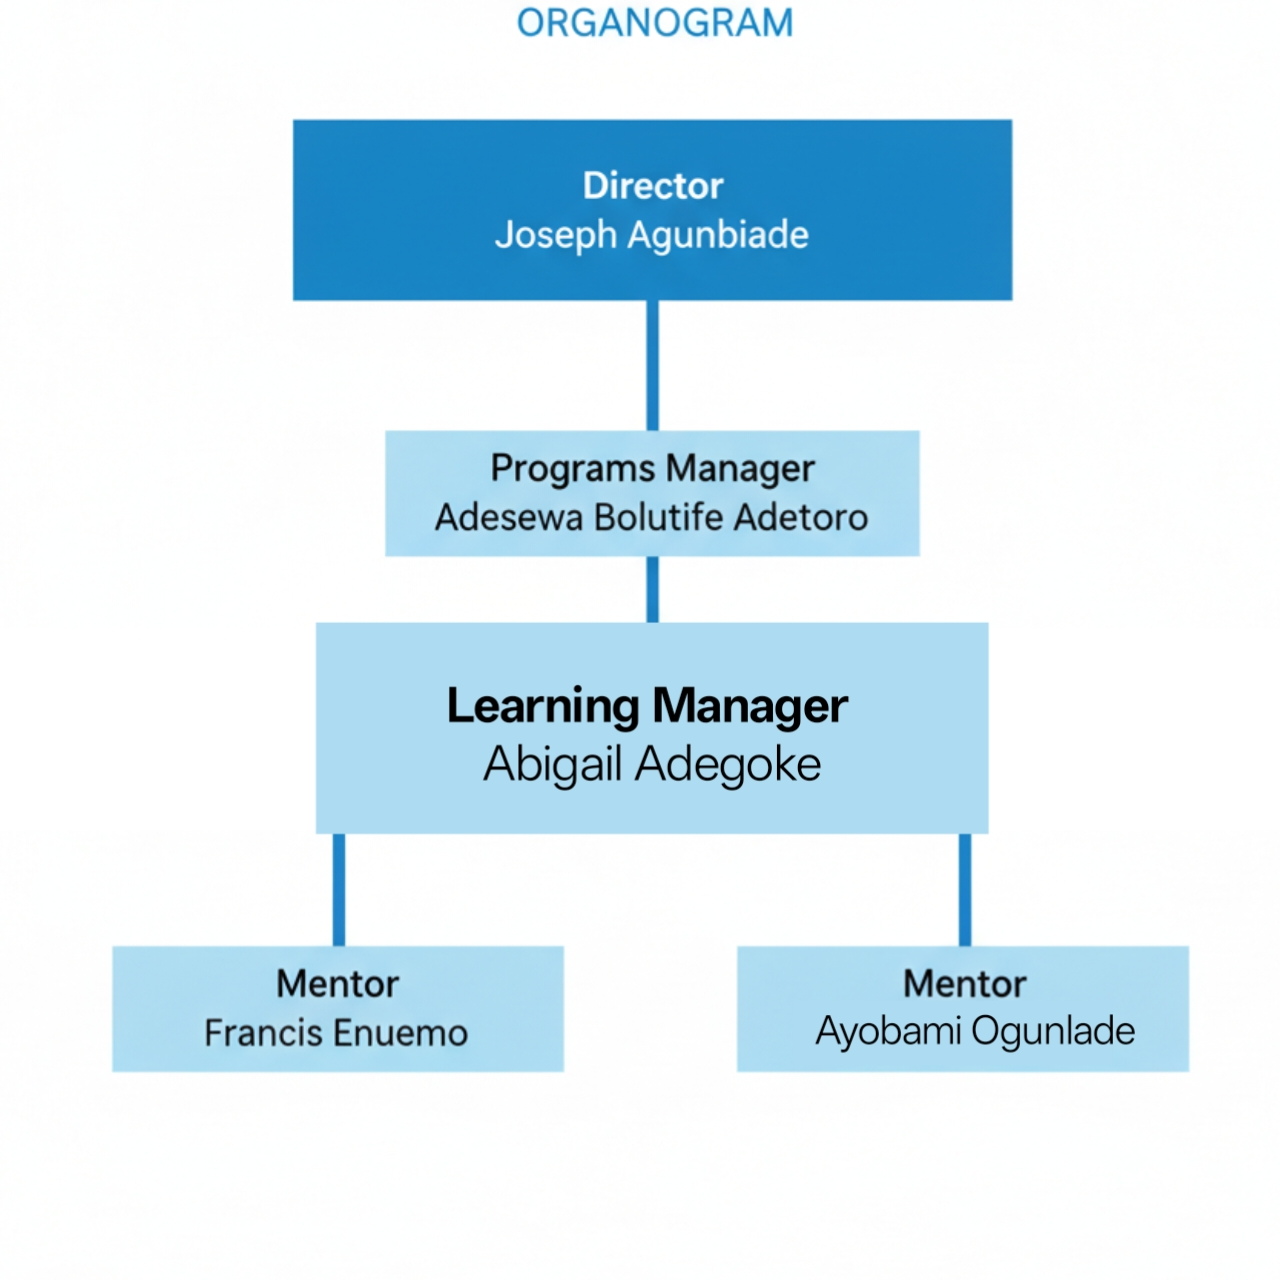 ORGANOGRAM
Director
Joseph Agunbiade
Programs Manager
Adesewa Bolutife Adetoro
Learning Manager
Abigail Adegoke
Mentor
Francis Enuemo
Mentor
Ayobami Ogunlade